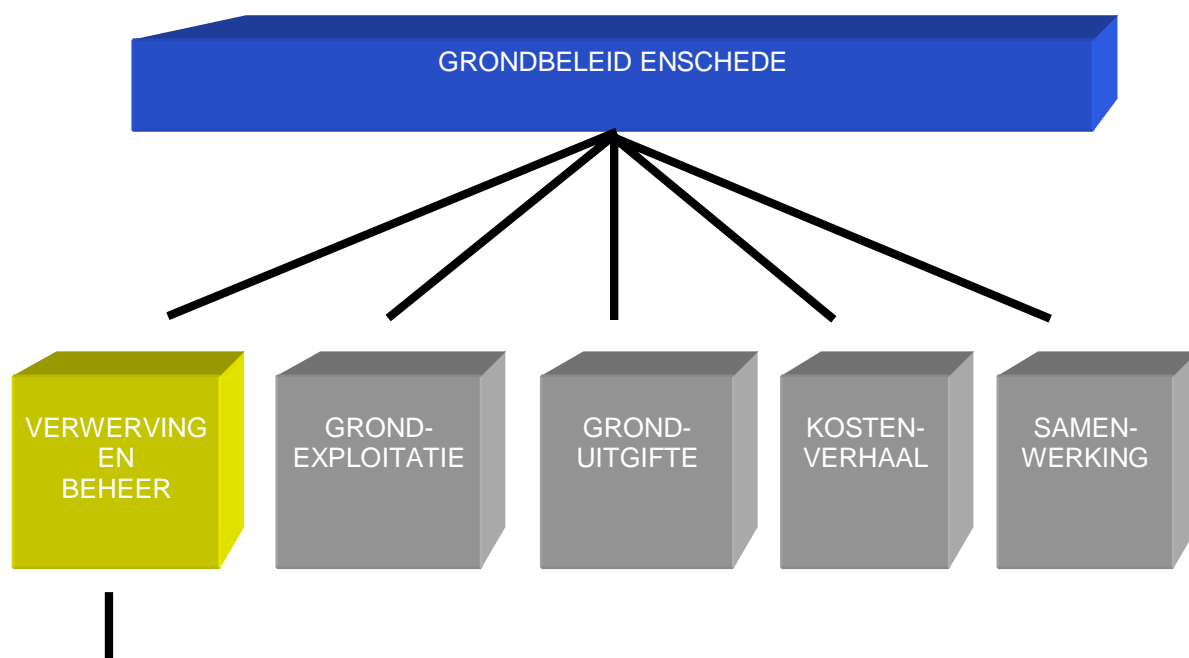 GRONDBELEID ENSCHEDE
VERWERVING
EN
BEHEER
GROND-
EXPLOITATIE
GROND-
UITGIFTE
KOSTEN-
VERHAAL
SAMEN-
WERKING